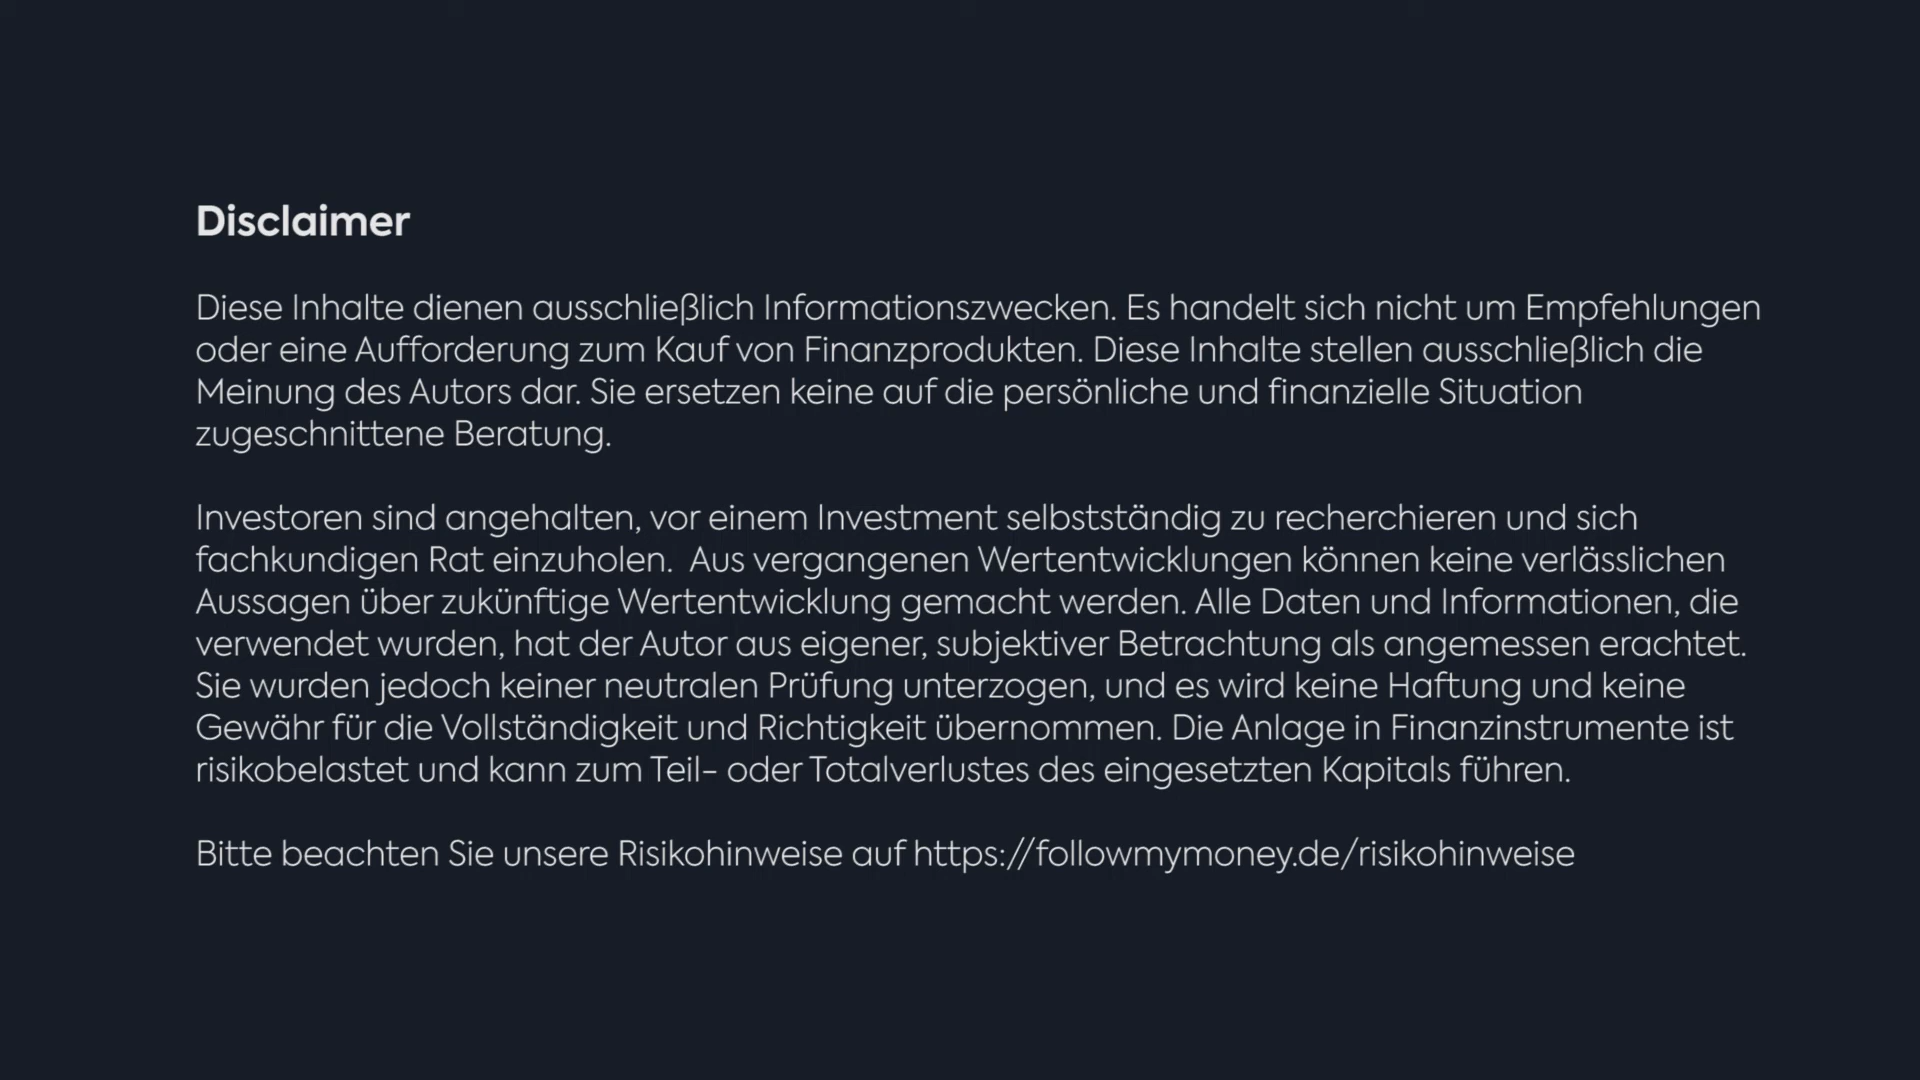 Disclaimer
Diese Inhalte dienen ausschließlich Informationszwecken. Es handelt sich nicht um Empfehlungen
oder eine Aufforderung zum Kauf von Finanzprodukten. Diese Inhalte stellen ausschließlich die
Meinung des Autors dar. Sie ersetzen keine auf die persönliche und finanzielle Situation
zugeschnittene Beratung.
Investoren sind angehalten, vor einem Investment selbstständig zu recherchieren und sich
fachkundigen Rat einzuholen.  Aus vergangenen Wertentwicklungen können keine verlässlichen
Aussagen über zukünftige Wertentwicklung gemacht werden. Alle Daten und Informationen, die
verwendet wurden, hat der Autor aus eigener, subjektiver Betrachtung als angemessen erachtet.
Sie wurden jedoch keiner neutralen Prüfung unterzogen, und es wird keine Haftung und keine
Gewähr für die Vollständigkeit und Richtigkeit übernommen. Die Anlage in Finanzinstrumente ist
risikobelastet und kann zum Teil- oder Totalverlustes des eingesetzten Kapitals führen.
Bitte beachten Sie unsere Risikohinweise auf https://followmymoney.de/risikohinweise